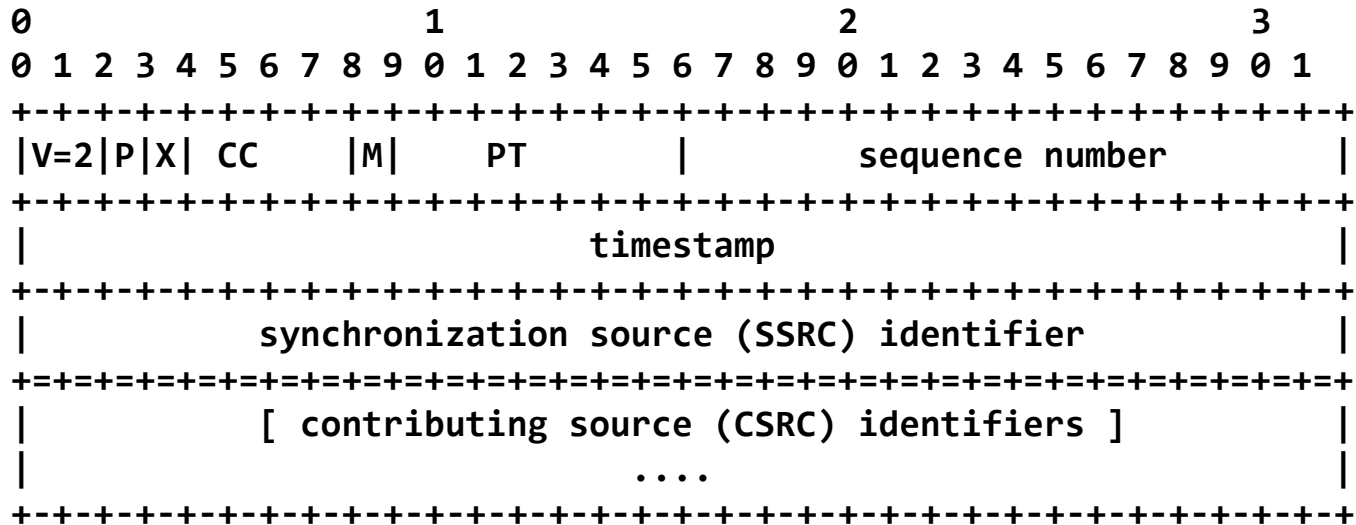 0                   1                   2                   3
0 1 2 3 4 5 6 7 8 9 0 1 2 3 4 5 6 7 8 9 0 1 2 3 4 5 6 7 8 9 0 1
+-+-+-+-+-+-+-+-+-+-+-+-+-+-+-+-+-+-+-+-+-+-+-+-+-+-+-+-+-+-+-+-+
|V=2|P|X| CC    |M|    PT       |        sequence number        |
+-+-+-+-+-+-+-+-+-+-+-+-+-+-+-+-+-+-+-+-+-+-+-+-+-+-+-+-+-+-+-+-+
|                           timestamp                           |
+-+-+-+-+-+-+-+-+-+-+-+-+-+-+-+-+-+-+-+-+-+-+-+-+-+-+-+-+-+-+-+-+
|           synchronization source (SSRC) identifier            |
+=+=+=+=+=+=+=+=+=+=+=+=+=+=+=+=+=+=+=+=+=+=+=+=+=+=+=+=+=+=+=+=+
|           [ contributing source (CSRC) identifiers ]          |
|                             ....                              |
+-+-+-+-+-+-+-+-+-+-+-+-+-+-+-+-+-+-+-+-+-+-+-+-+-+-+-+-+-+-+-+-+